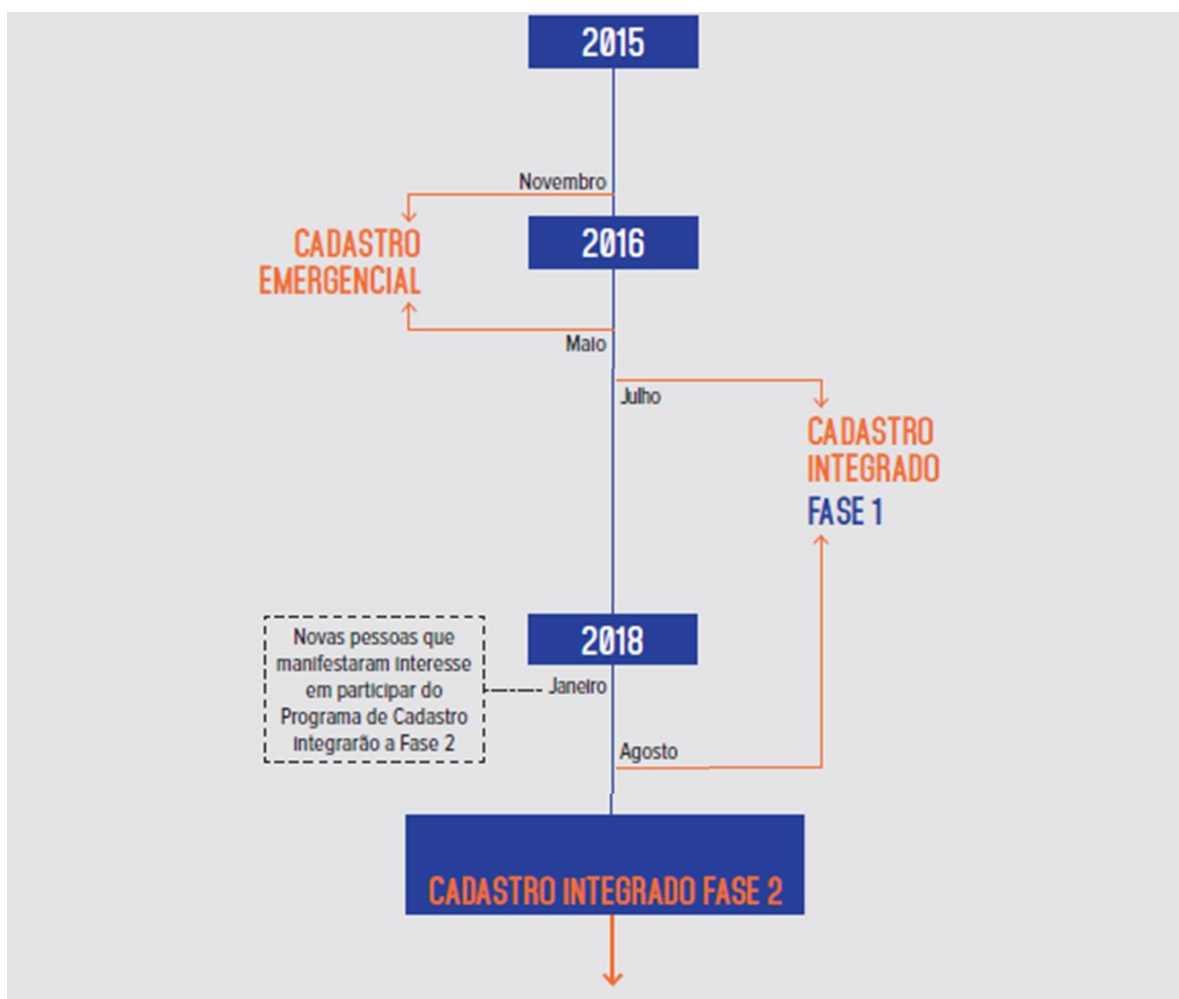 2015
Novembro
CADASTRO
EMERGENCIAL
2016
Maio
Julho
CADASTRO
INTEGRADO
FASE 1
2018
Novas pessoas que
manifestaram interesse
em participar do
Programa de Cadastro
integrarão a Fase 2
Janeiro
Agosto
CADASTRO INTEGRADO FASE 2